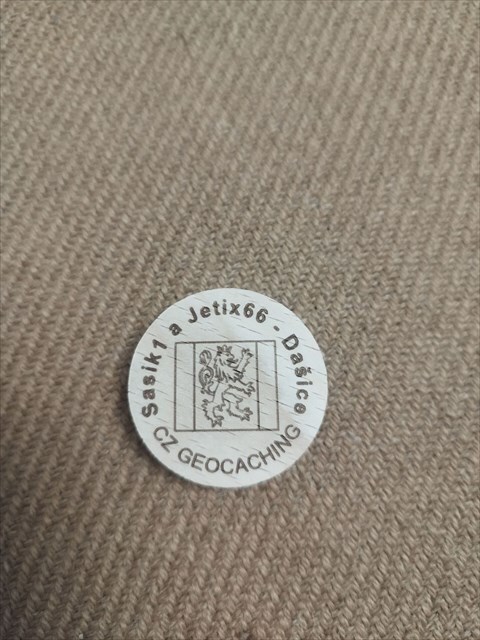 Sasik1 a Jetix66 - Dašice
CZ GEOCACHING